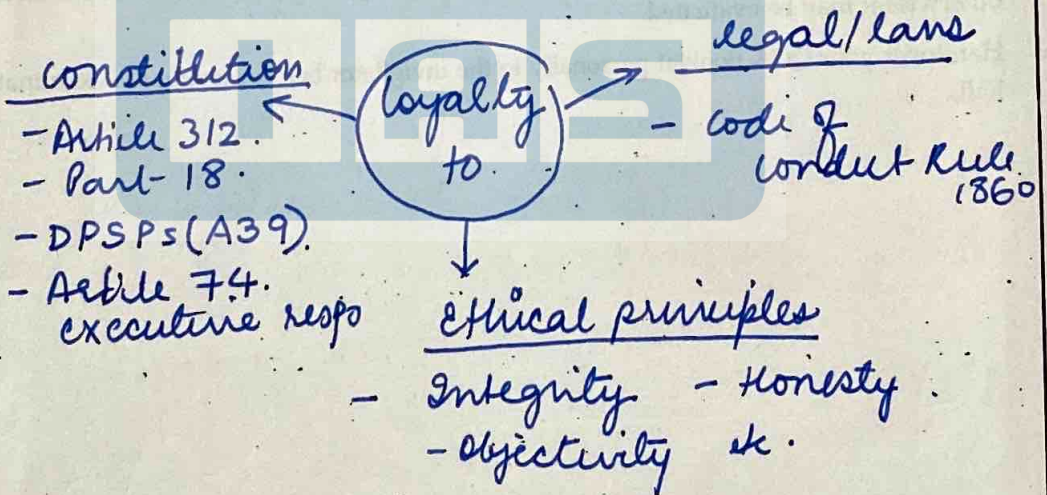 loyalty
to.
constitution
- Article 312.
- Part-18.
- DPSPs (A39).
- Article 74.
executive respo
legal/laws
- code of
conduct Rule
1860
Ethical principles
- Integrity - Honesty.
- Objectivity etc.
IAS